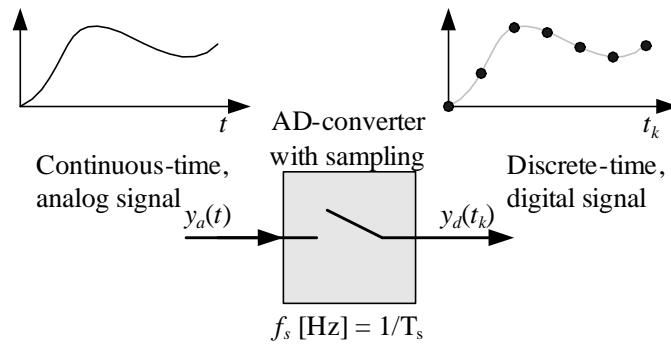 t
t_k
AD-converter
with sampling
Continuous-time,
analog signal
Discrete-time,
digital signal
y_a(t)
y_d(t_k)
f_s [Hz] = 1/T_s